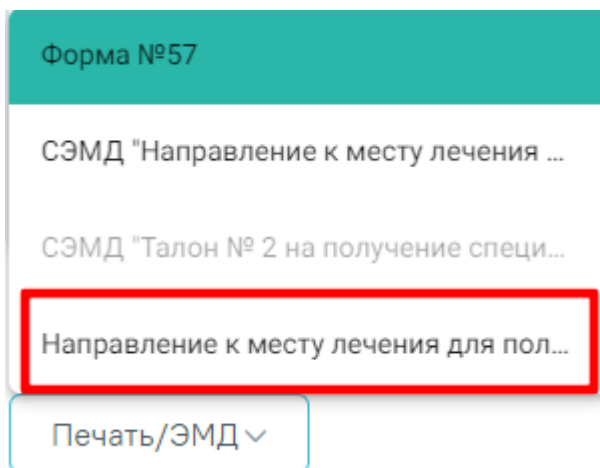 Форма №57
СЭМД "Направление к месту лечения ...
СЭМД "Талон № 2 на получение специ...
Направление к месту лечения для пол...
Печать/ЭМД